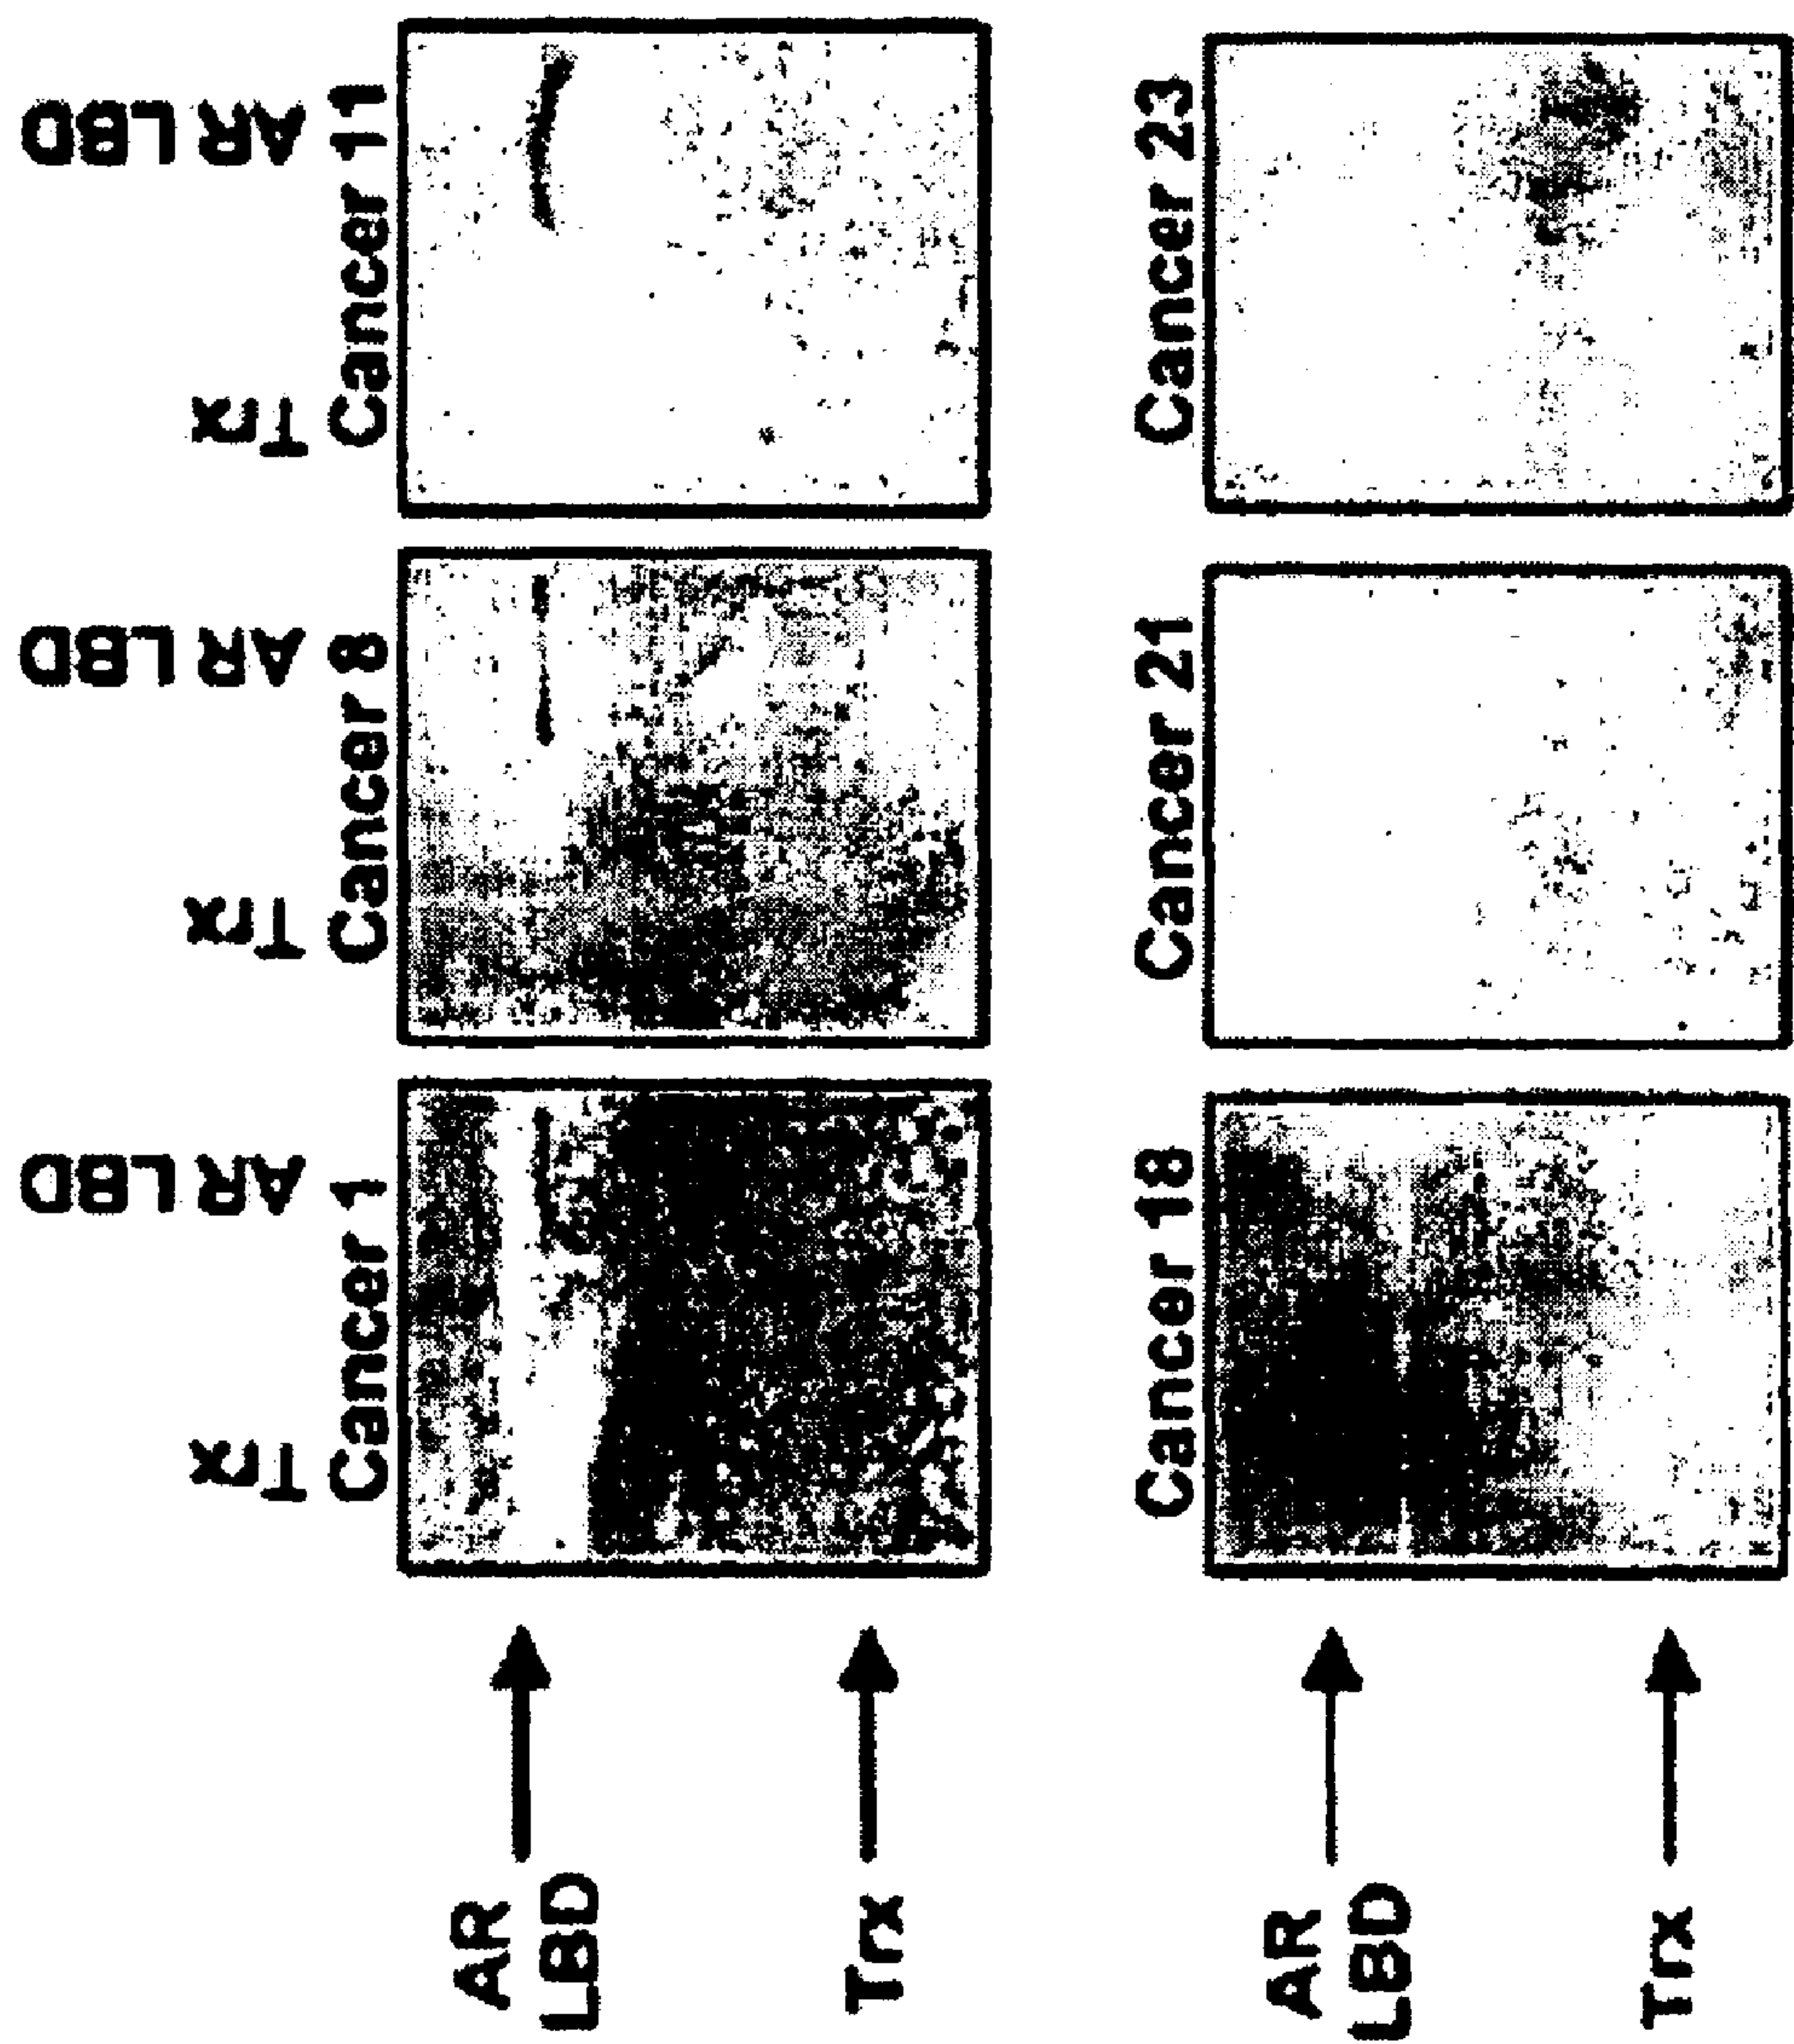 Trx AR LBD Trx AR LBD Trx AR LBD
Cancer 1 Cancer 8 Cancer 11
AR
LBD
Trx
Cancer 18 Cancer 21 Cancer 23
AR
LBD
Trx